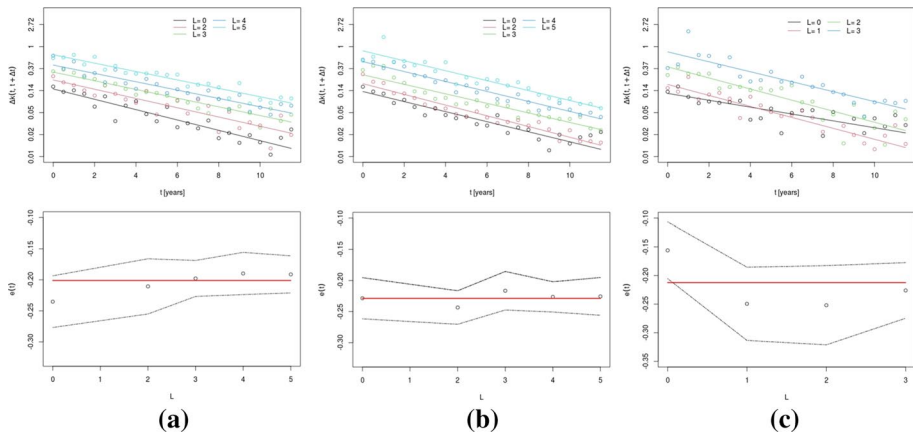 L= 0 L= 4
L= 2 L= 5
L= 3
Δk(t, t + Δt)
2.72
1
0.37
0.14
0.05
0.02
0.01
0 2 4 6 8 10
t [years]
L= 0 L= 4
L= 2 L= 5
L= 3
Δk(t, t + Δt)
2.72
1
0.37
0.14
0.05
0.02
0.01
0 2 4 6 8 10
t [years]
L= 0 L= 2
L= 1 L= 3
Δk(t, t + Δt)
2.72
1
0.37
0.14
0.05
0.02
0.01
0 2 4 6 8 10
t [years]
e(t)
-0.10
-0.15
-0.20
-0.25
-0.30
0 1 2 3 4 5
L
(a)
e(t)
-0.10
-0.15
-0.20
-0.25
-0.30
0 1 2 3 4 5
L
(b)
e(t)
-0.10
-0.15
-0.20
-0.25
-0.30
-0.35
0 1 2 3
L
(c)